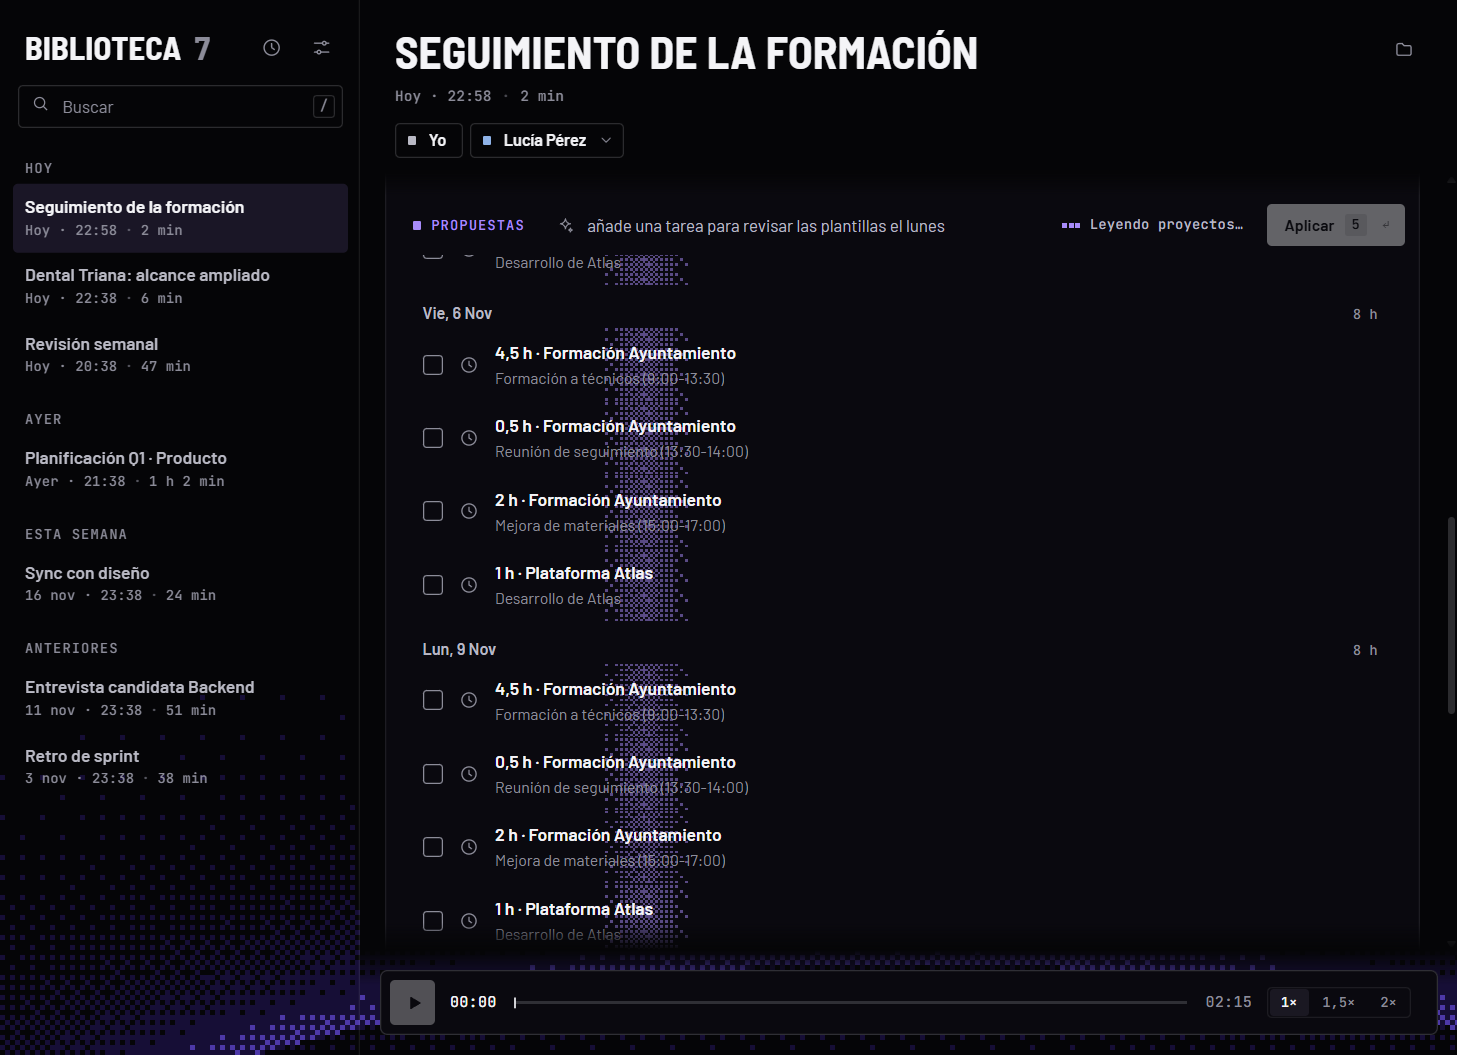 BIBLIOTECA 7
Buscar /
HOY
Seguimiento de la formación
Hoy · 22:58 · 2 min
Dental Triana: alcance ampliado
Hoy · 22:38 · 6 min
Revisión semanal
Hoy · 20:38 · 47 min
AYER
Planificación Q1 · Producto
Ayer · 21:38 · 1 h 2 min
ESTA SEMANA
Sync con diseño
16 nov · 23:38 · 24 min
ANTERIORES
Entrevista candidata Backend
11 nov · 23:38 · 51 min
Retro de sprint
3 nov · 23:38 · 38 min
SEGUIMIENTO DE LA FORMACIÓN
Hoy · 22:58 · 2 min
Yo
Lucía Pérez
PROPUESTAS
añade una tarea para revisar las plantillas el lunes
Leyendo proyectos…
Aplicar 5
Desarrollo de Atlas
Vie, 6 Nov 8 h
4,5 h · Formación Ayuntamiento
Formación a técnicos (9:00-13:30)
0,5 h · Formación Ayuntamiento
Reunión de seguimiento (13:30-14:00)
2 h · Formación Ayuntamiento
Mejora de materiales (15:00-17:00)
1 h · Plataforma Atlas
Desarrollo de Atlas
Lun, 9 Nov 8 h
4,5 h · Formación Ayuntamiento
Formación a técnicos (9:00-13:30)
0,5 h · Formación Ayuntamiento
Reunión de seguimiento (13:30-14:00)
2 h · Formación Ayuntamiento
Mejora de materiales (15:00-17:00)
1 h · Plataforma Atlas
Desarrollo de Atlas
00:00 02:15 1× 1,5× 2×